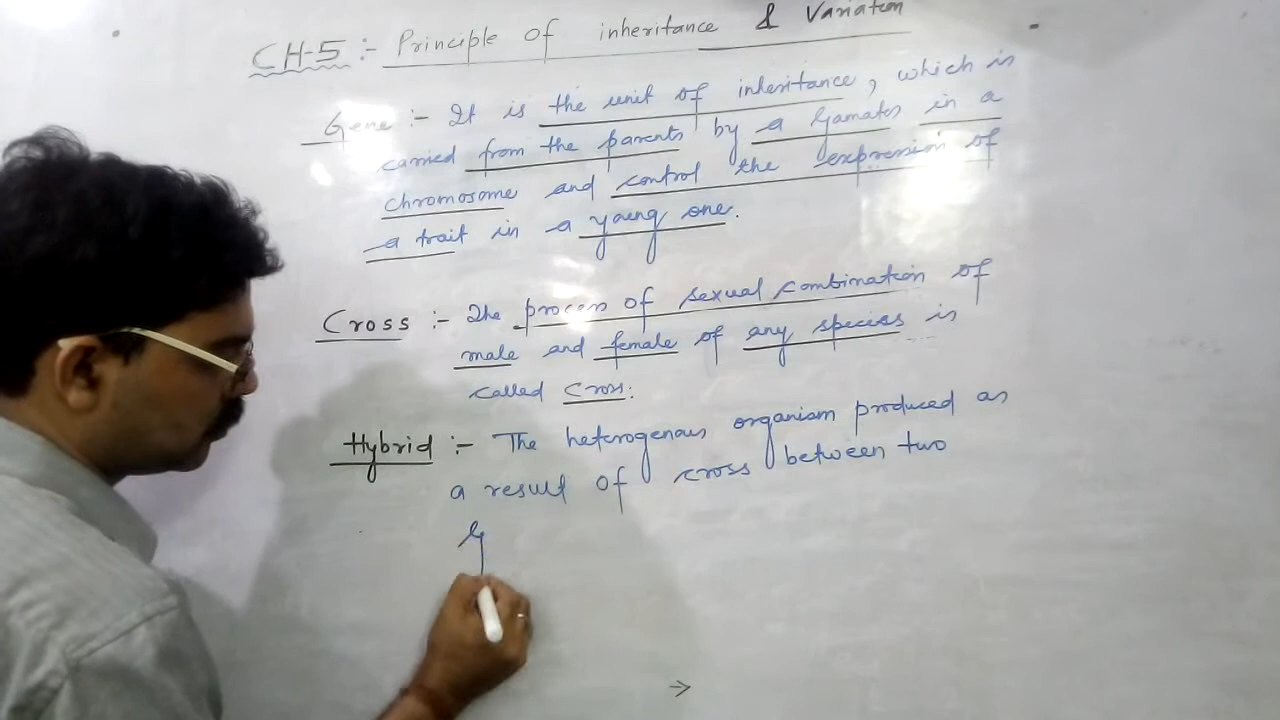 CH-5 :- Principle of inheritance & Variation
Gene :- It is the unit of inheritance, which is
carried from the parents by a Gamates in a
chromosome and control the expression of
a trait in a young one.
Cross :- The process of sexual combination of
male and female of any species is
called Cross.
Hybrid :- The heterogenous organism produced as
a result of cross between two